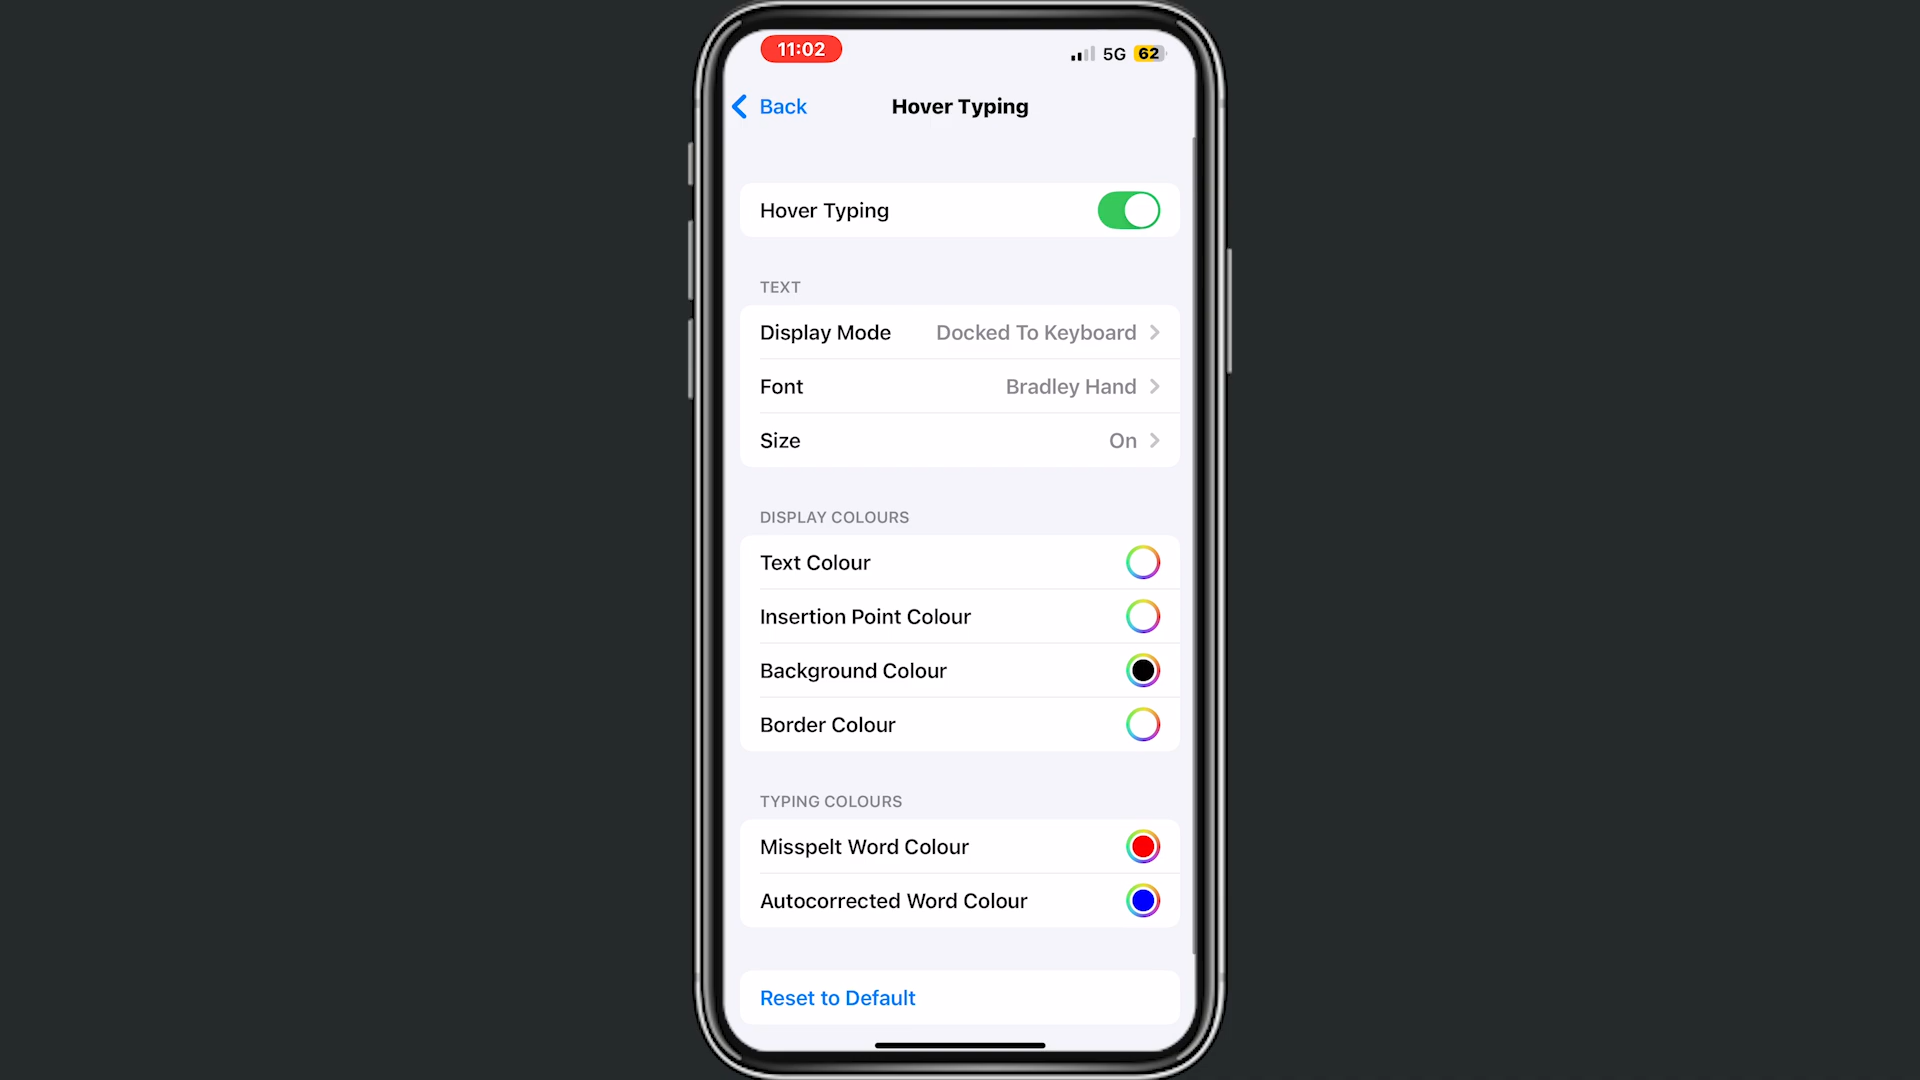 11:02 5G 62
Back Hover Typing
Hover Typing
TEXT
Display Mode Docked To Keyboard
Font Bradley Hand
Size On
DISPLAY COLOURS
Text Colour
Insertion Point Colour
Background Colour
Border Colour
TYPING COLOURS
Misspelt Word Colour
Autocorrected Word Colour
Reset to Default